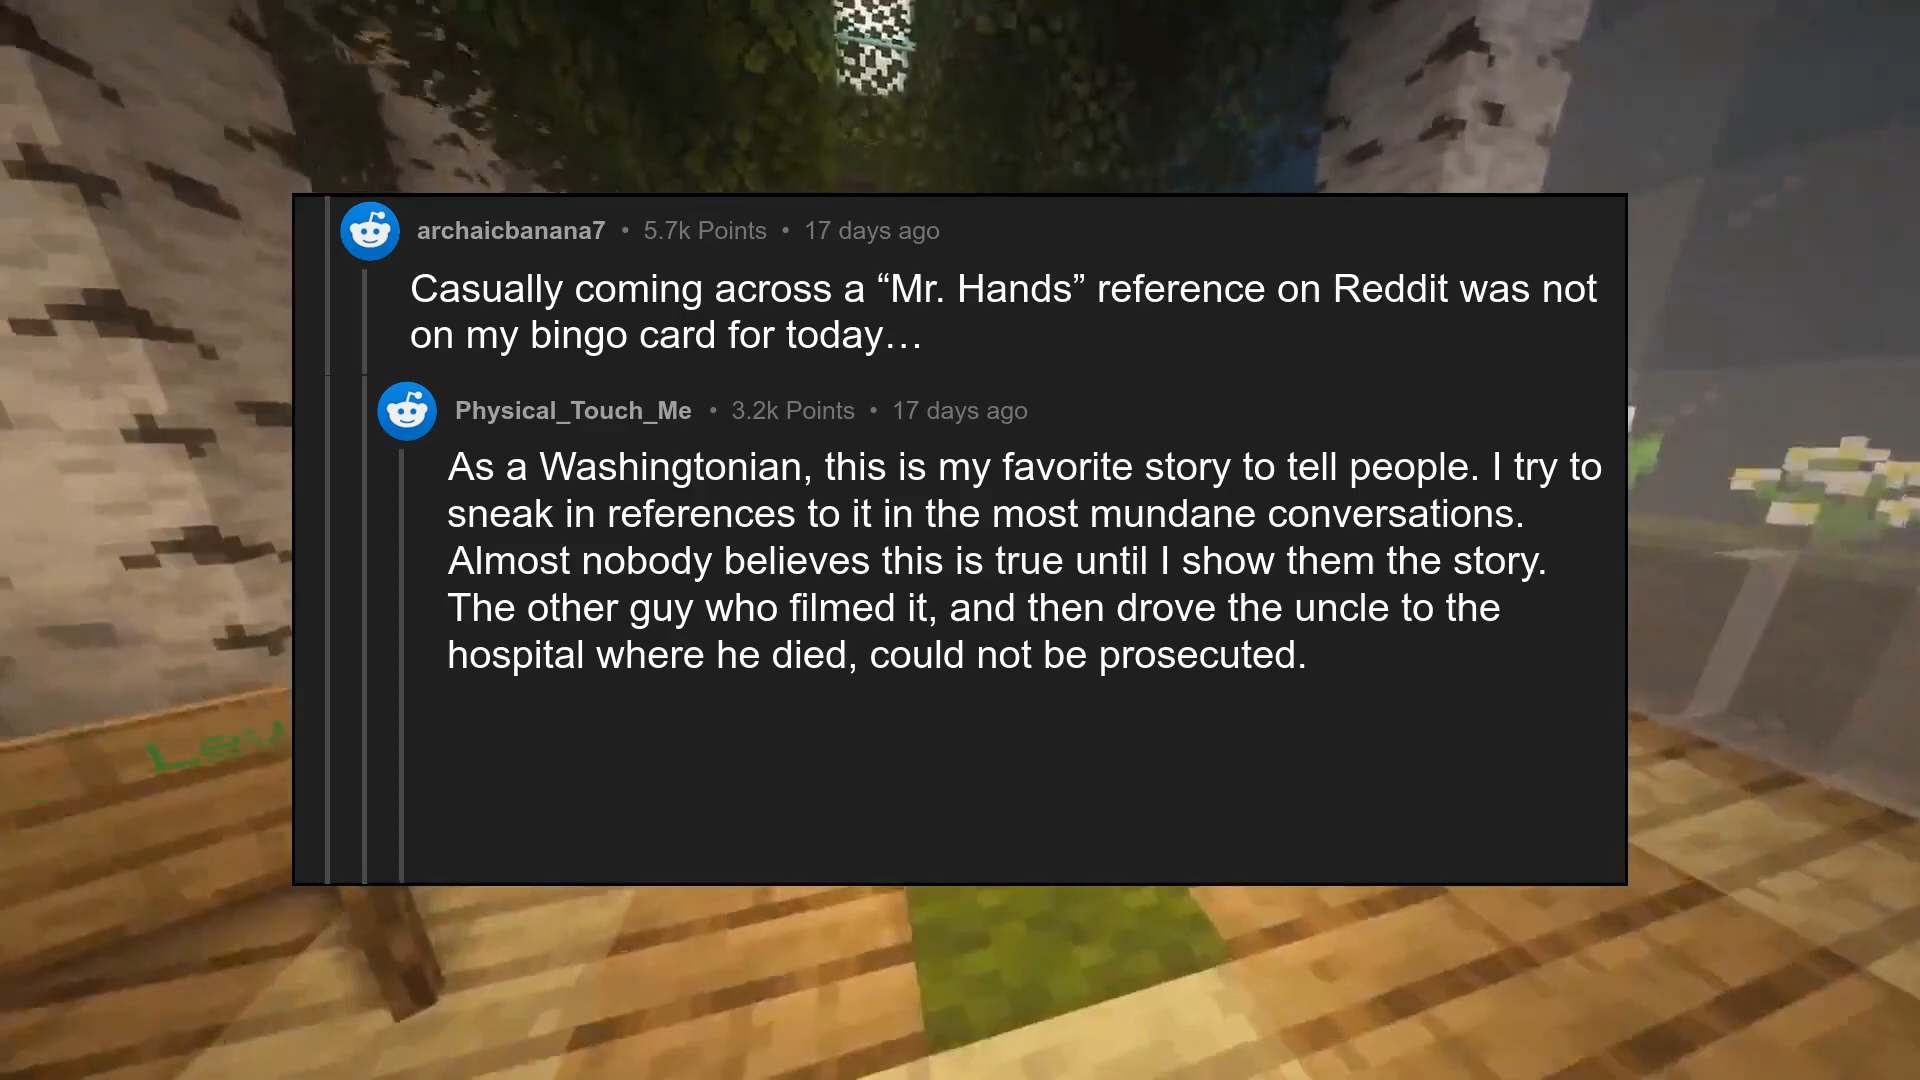 archaicbanana7 • 5.7k Points • 17 days ago
Casually coming across a “Mr. Hands” reference on Reddit was not
on my bingo card for today…
Physical_Touch_Me • 3.2k Points • 17 days ago
As a Washingtonian, this is my favorite story to tell people. I try to
sneak in references to it in the most mundane conversations.
Almost nobody believes this is true until I show them the story.
The other guy who filmed it, and then drove the uncle to the
hospital where he died, could not be prosecuted.
Lev